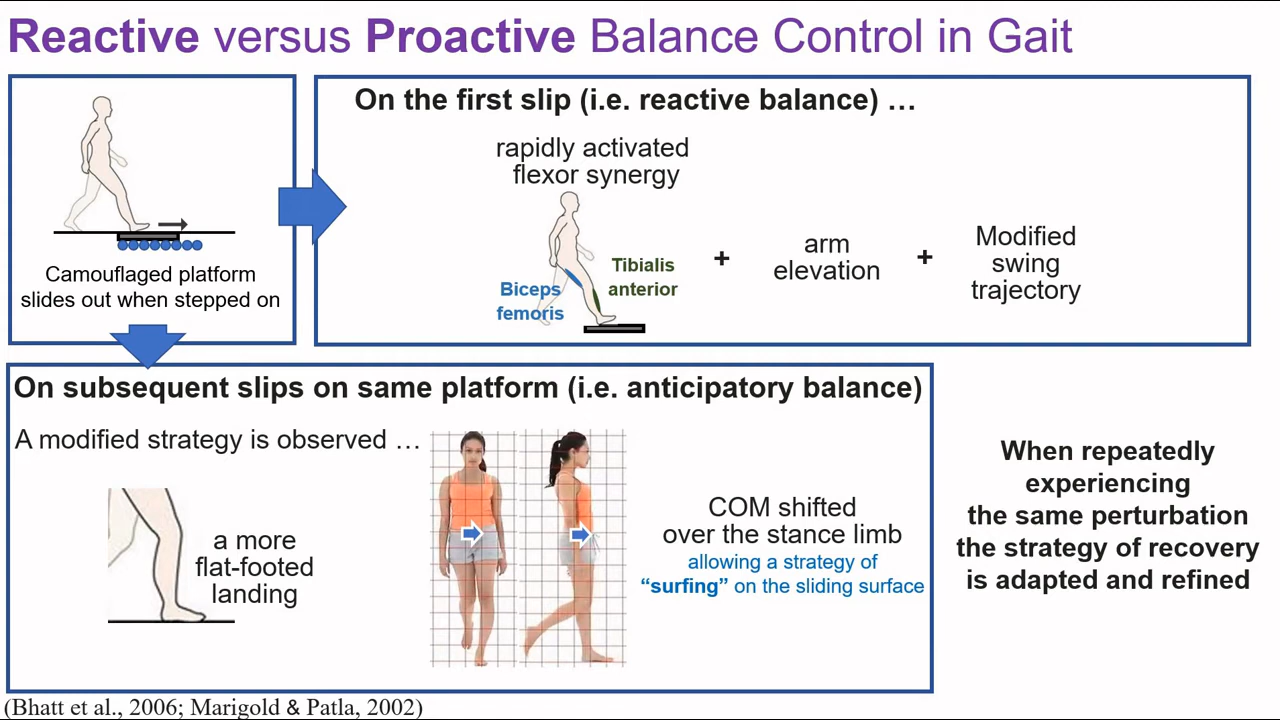 Reactive versus Proactive Balance Control in Gait
Camouflaged platform
slides out when stepped on
On the first slip (i.e. reactive balance) …
rapidly activated
flexor synergy
Biceps
femoris
Tibialis
anterior
+
arm
elevation
+
Modified
swing
trajectory
On subsequent slips on same platform (i.e. anticipatory balance)
A modified strategy is observed …
a more
flat-footed
landing
COM shifted
over the stance limb
allowing a strategy of
“surfing” on the sliding surface
When repeatedly
experiencing
the same perturbation
the strategy of recovery
is adapted and refined
(Bhatt et al., 2006; Marigold & Patla, 2002)